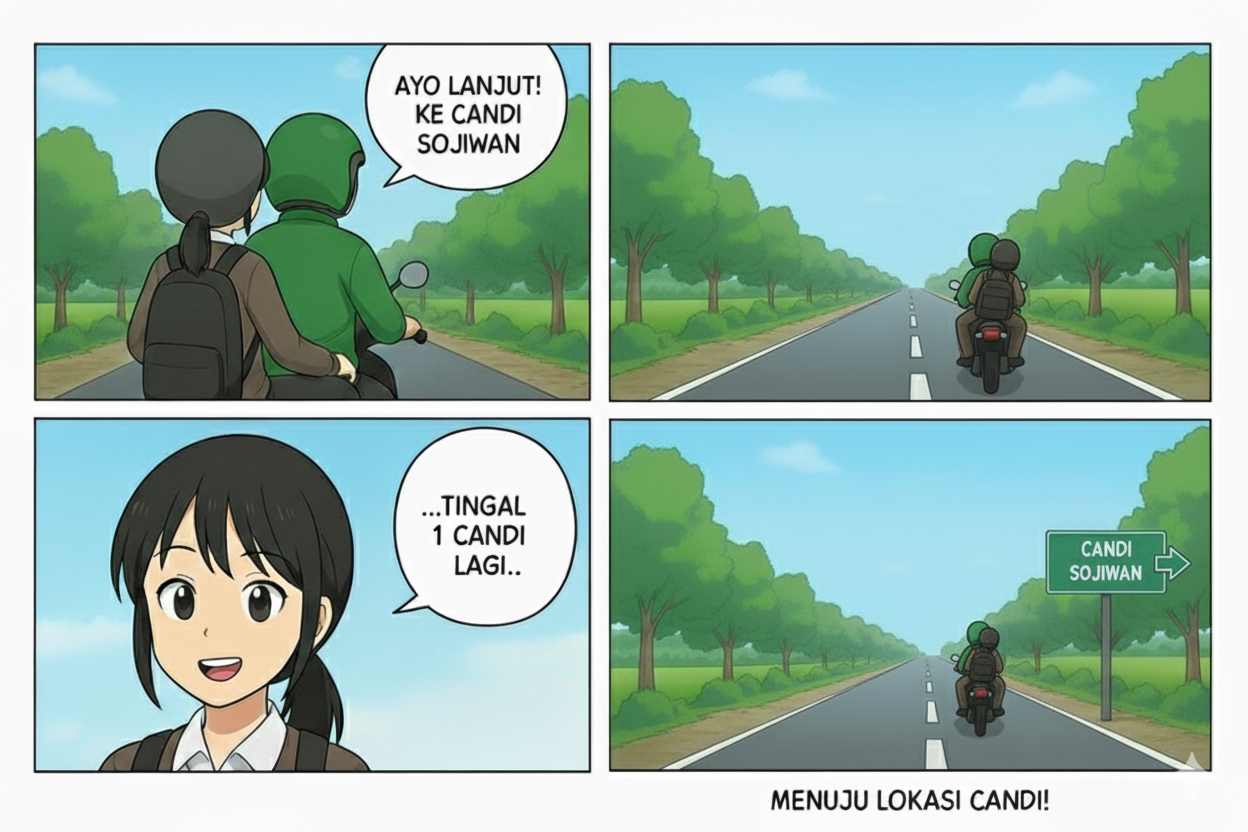 AYO LANJUT!
KE CANDI
SOJIWAN
...TINGAL
1 CANDI
LAGI..
CANDI
SOJIWAN
MENUJU LOKASI CANDI!